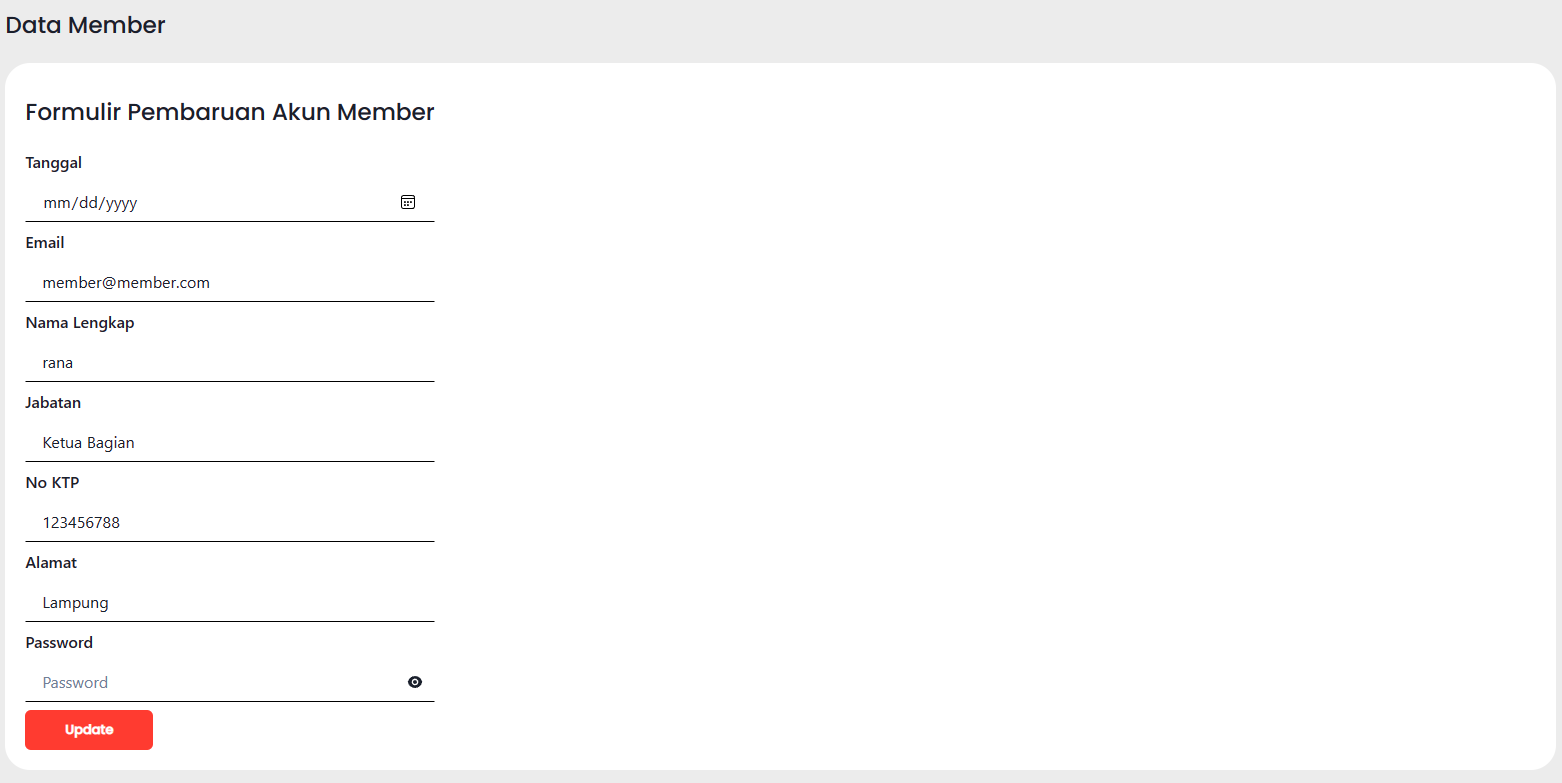 Data Member
Formulir Pembaruan Akun Member
Tanggal
mm/dd/yyyy
Email
member@member.com
Nama Lengkap
rana
Jabatan
Ketua Bagian
No KTP
123456788
Alamat
Lampung
Password
Password
Update